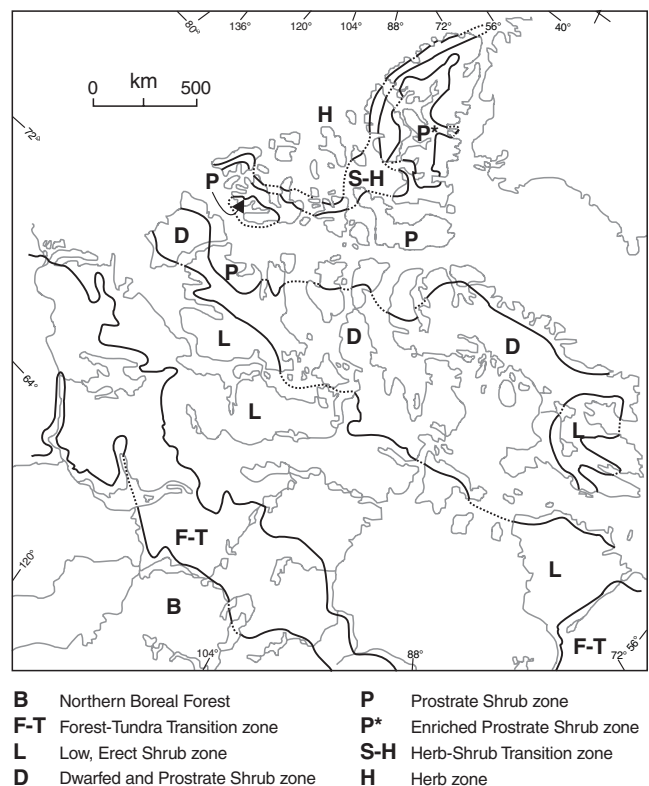 80° 136° 120° 104° 88° 72° 56° 40°
km
0 500
72°
H
P*
P
S-H
D
P
P
L
D
D
64°
L
L
F-T
120°
L
B
F-T
104° 88° 72° 56°
B Northern Boreal Forest
F-T Forest-Tundra Transition zone
L Low, Erect Shrub zone
D Dwarfed and Prostrate Shrub zone
P Prostrate Shrub zone
P* Enriched Prostrate Shrub zone
S-H Herb-Shrub Transition zone
H Herb zone